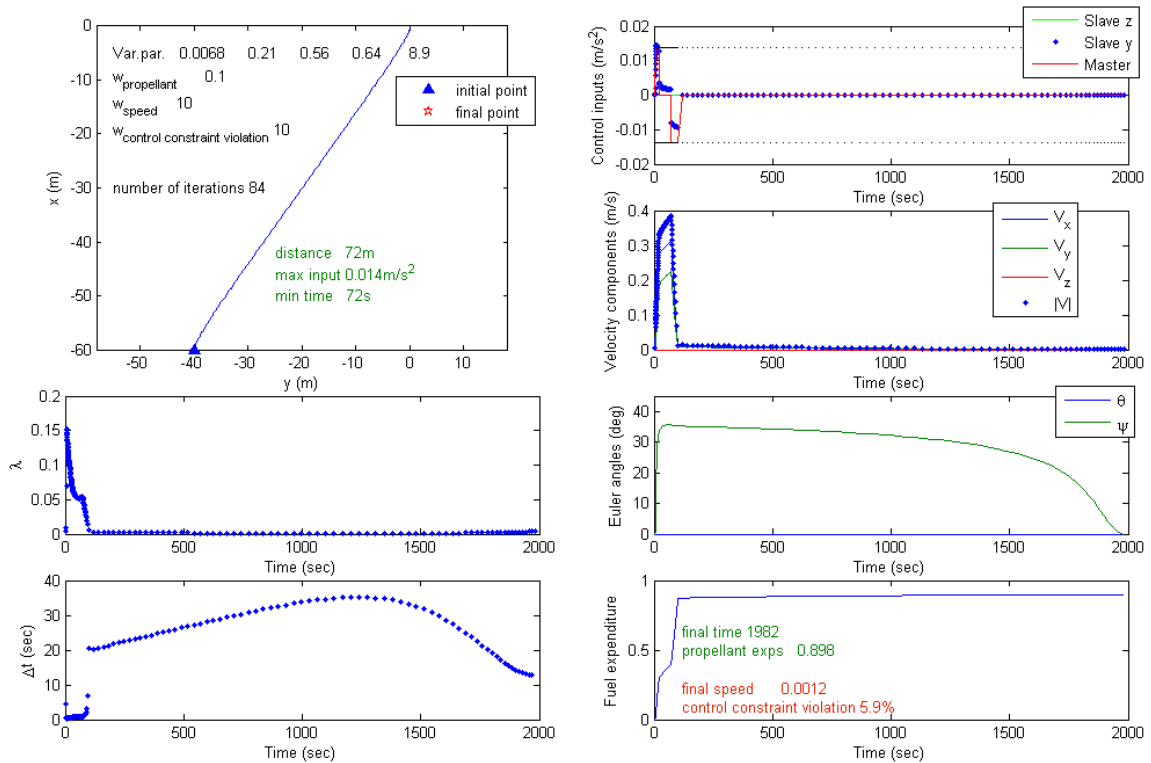 0
-10
-20
-30
-40
-50
-60
x (m)
-50 -40 -30 -20 -10 0 10
y (m)
Var.par. 0.0068 0.21 0.56 0.64 8.9
w propellant 0.1
w speed 10
w control constraint violation 10
number of iterations 84
distance 72m
max input 0.014m/s²
min time 72s
initial point
final point
0.02
0.01
0
-0.01
-0.02
Control inputs (m/s²)
0 500 1000 1500 2000
Time (sec)
Slave z
Slave y
Master
0.4
0.3
0.2
0.1
0
Velocity components (m/s)
0 500 1000 1500 2000
Time (sec)
V_x
V_y
V_z
|V|
0.2
0.15
0.1
0.05
0
λ
0 500 1000 1500 2000
Time (sec)
40
30
20
10
0
Euler angles (deg)
0 500 1000 1500 2000
Time (sec)
θ
ψ
40
30
20
10
0
Δt (sec)
0 500 1000 1500 2000
Time (sec)
1
0.5
0
Fuel expenditure
0 500 1000 1500 2000
Time (sec)
final time 1982
propellant exps 0.898
final speed 0.0012
control constraint violation 5.9%